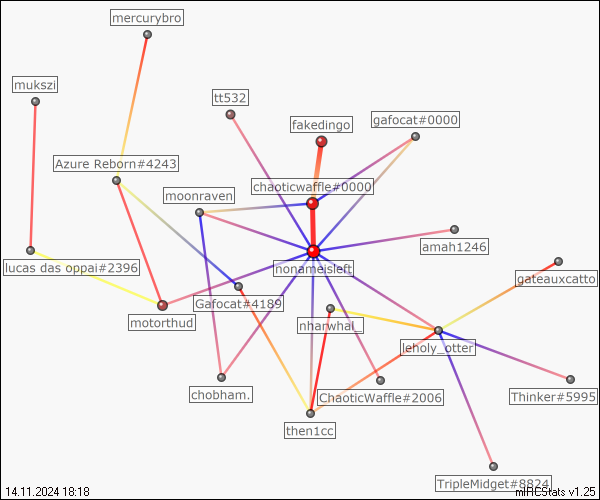 mercurybro
mukszi
tt532
fakedingo
gafocat#0000
Azure Reborn#4243
moonraven
chaoticwaffle#0000
amah1246
lucas das oppai#2396
nonameisleft
gateauxcatto
Gafocat#4189
motorthud
nharwhal_
leholy_otter
chobham.
ChaoticWaffle#2006
Thinker#5995
then1cc
TripleMidget#8824
14.11.2024 18:18
mIRCStats v1.25